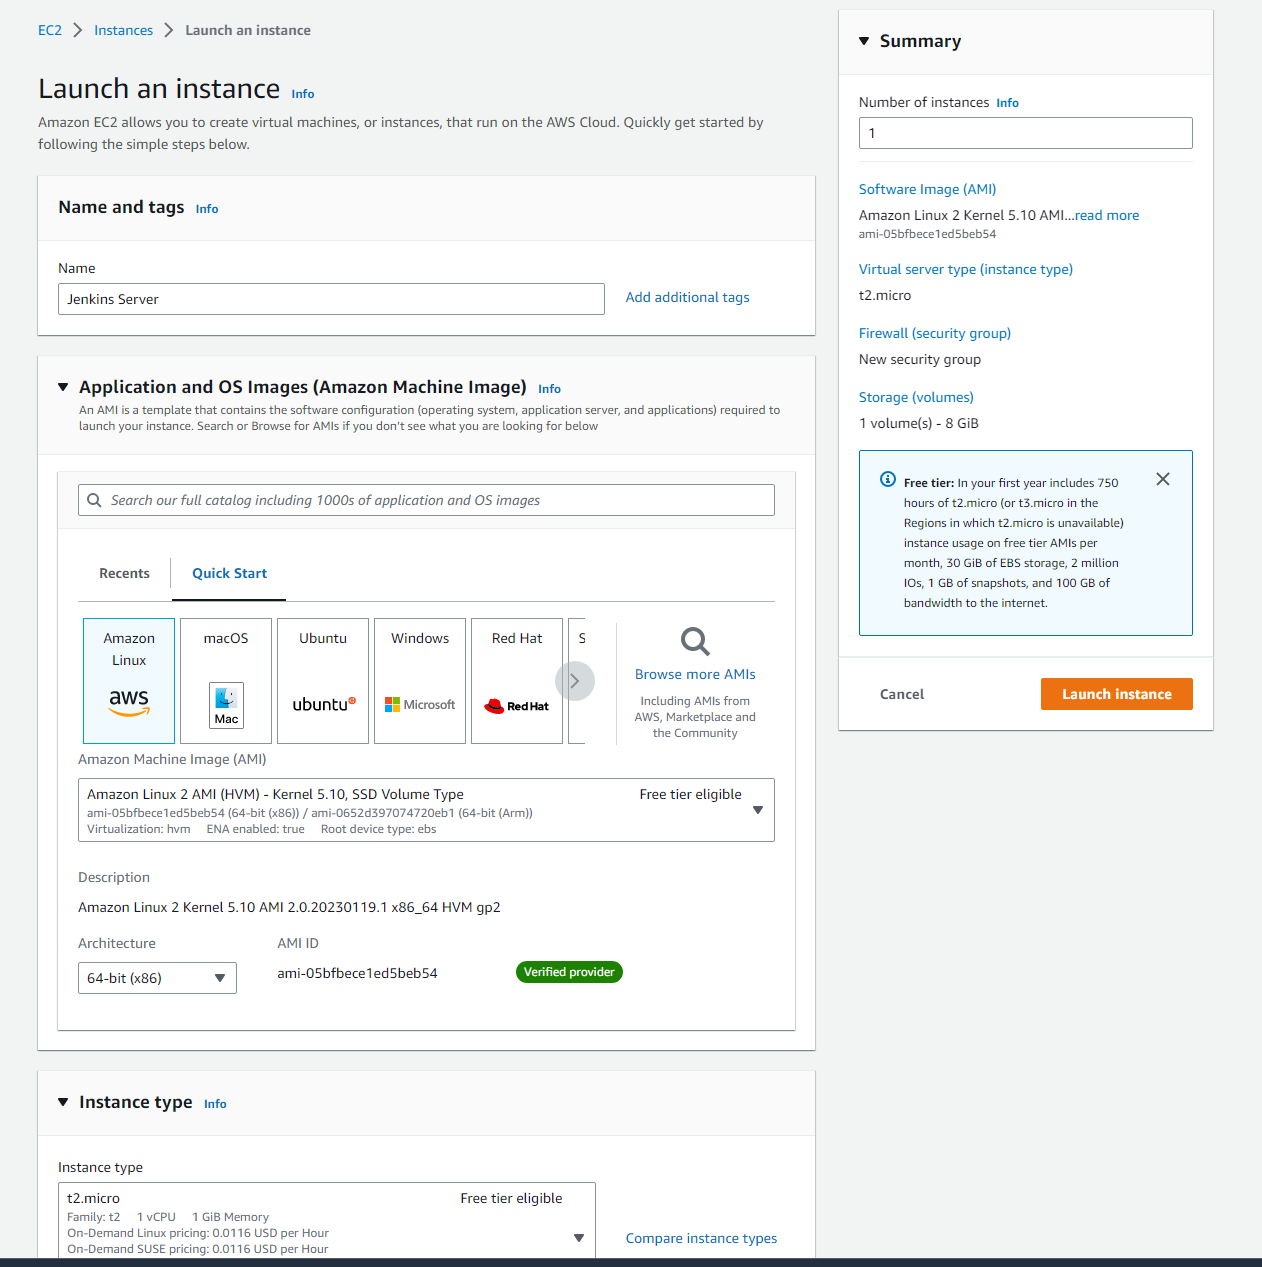 EC2 > Instances > Launch an instance
Launch an instance Info
Amazon EC2 allows you to create virtual machines, or instances, that run on the AWS Cloud. Quickly get started by
following the simple steps below.
Name and tags Info
Name
Jenkins Server
Add additional tags
Application and OS Images (Amazon Machine Image) Info
An AMI is a template that contains the software configuration (operating system, application server, and applications) required to
launch your instance. Search or Browse for AMIs if you don't see what you are looking for below
Search our full catalog including 1000s of application and OS images
Recents
Quick Start
Amazon
Linux
aws
macOS
Mac
Ubuntu
ubuntu
Windows
Microsoft
Red Hat
Red Hat
S
Browse more AMIs
Including AMIs from
AWS, Marketplace and
the Community
Amazon Machine Image (AMI)
Amazon Linux 2 AMI (HVM) - Kernel 5.10, SSD Volume Type
Free tier eligible
ami-05bfbece1ed5beb54 (64-bit (x86)) / ami-0652d397074720eb1 (64-bit (Arm))
Virtualization: hvm ENA enabled: true Root device type: ebs
Description
Amazon Linux 2 Kernel 5.10 AMI 2.0.20230119.1 x86_64 HVM gp2
Architecture
AMI ID
64-bit (x86)
ami-05bfbece1ed5beb54
Verified provider
Instance type Info
Instance type
t2.micro
Free tier eligible
Family: t2 1 vCPU 1 GiB Memory
On-Demand Linux pricing: 0.0116 USD per Hour
On-Demand SUSE pricing: 0.0116 USD per Hour
Compare instance types
Summary
Number of instances Info
1
Software Image (AMI)
Amazon Linux 2 Kernel 5.10 AMI...read more
ami-05bfbece1ed5beb54
Virtual server type (instance type)
t2.micro
Firewall (security group)
New security group
Storage (volumes)
1 volume(s) - 8 GiB
Free tier: In your first year includes 750
hours of t2.micro (or t3.micro in the
Regions in which t2.micro is unavailable)
instance usage on free tier AMIs per
month, 30 GiB of EBS storage, 2 million
IOs, 1 GB of snapshots, and 100 GB of
bandwidth to the internet.
Cancel
Launch instance